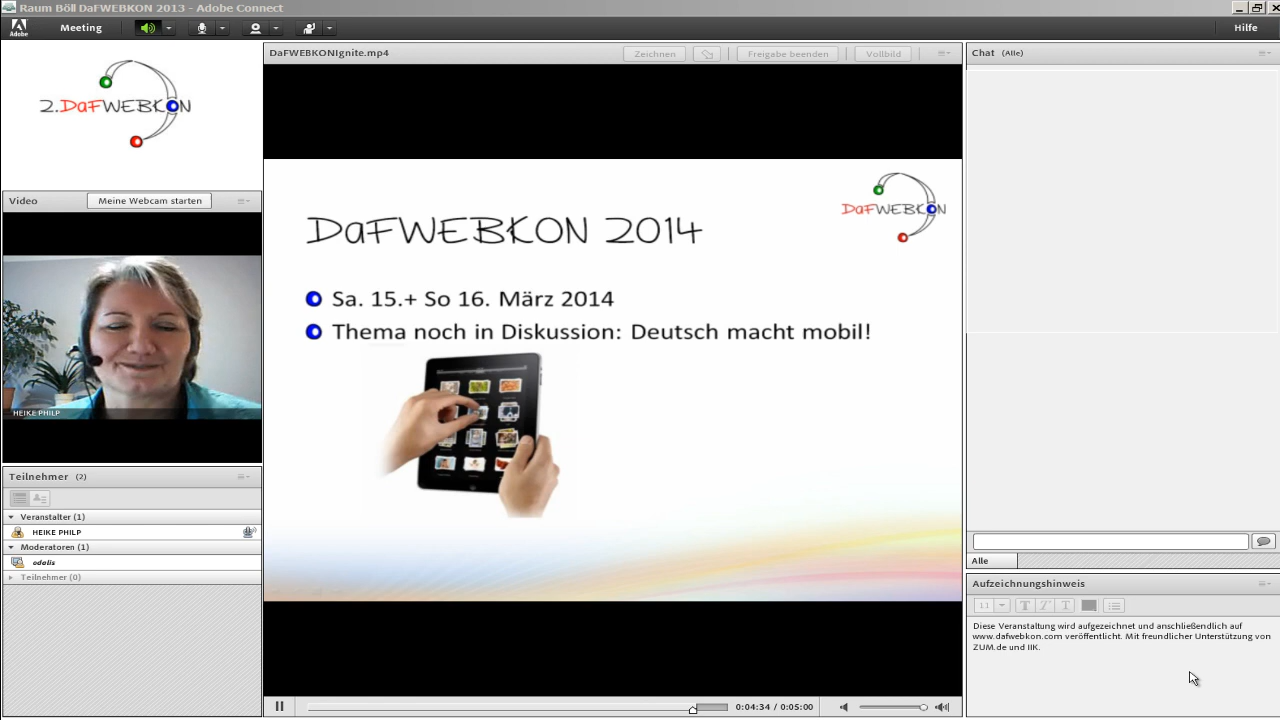 Raum Böll DaFWEBKON 2013 - Adobe Connect
Adobe
Meeting
Hilfe
2.DaFWEBKON
Video
Meine Webcam starten
HEIKE PHILP
Teilnehmer (2)
Veranstalter (1)
HEIKE PHILP
Moderatoren (1)
odalis
Teilnehmer (0)
DaFWEBKONIgnite.mp4
Zeichnen
Freigabe beenden
Vollbild
DaFWEBKON
DaFWEBKON 2014
Sa. 15.+ So 16. März 2014
Thema noch in Diskussion: Deutsch macht mobil!
0:04:34 / 0:05:00
Chat (Alle)
Alle
Aufzeichnungshinweis
11
T T T
Diese Veranstaltung wird aufgezeichnet und anschließendlich auf
www.dafwebkon.com veröffentlicht. Mit freundlicher Unterstützung von
ZUM.de und IIK.